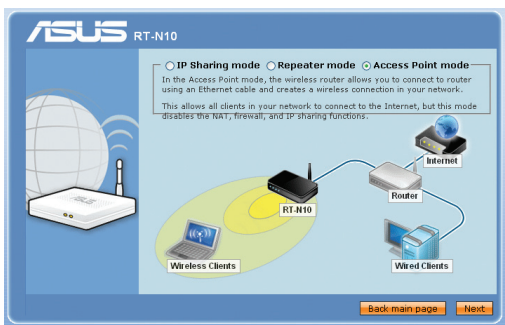 ASUS RT-N10
IP Sharing mode Repeater mode Access Point mode
In the Access Point mode, the wireless router allows you to connect to router
using an Ethernet cable and creates a wireless connection in your network.
This allows all clients in your network to connect to the Internet, but this mode
disables the NAT, firewall, and IP sharing functions.
Internet
Router
RT-N10
ASUS
Wireless Clients
Wired Clients
Back main page Next